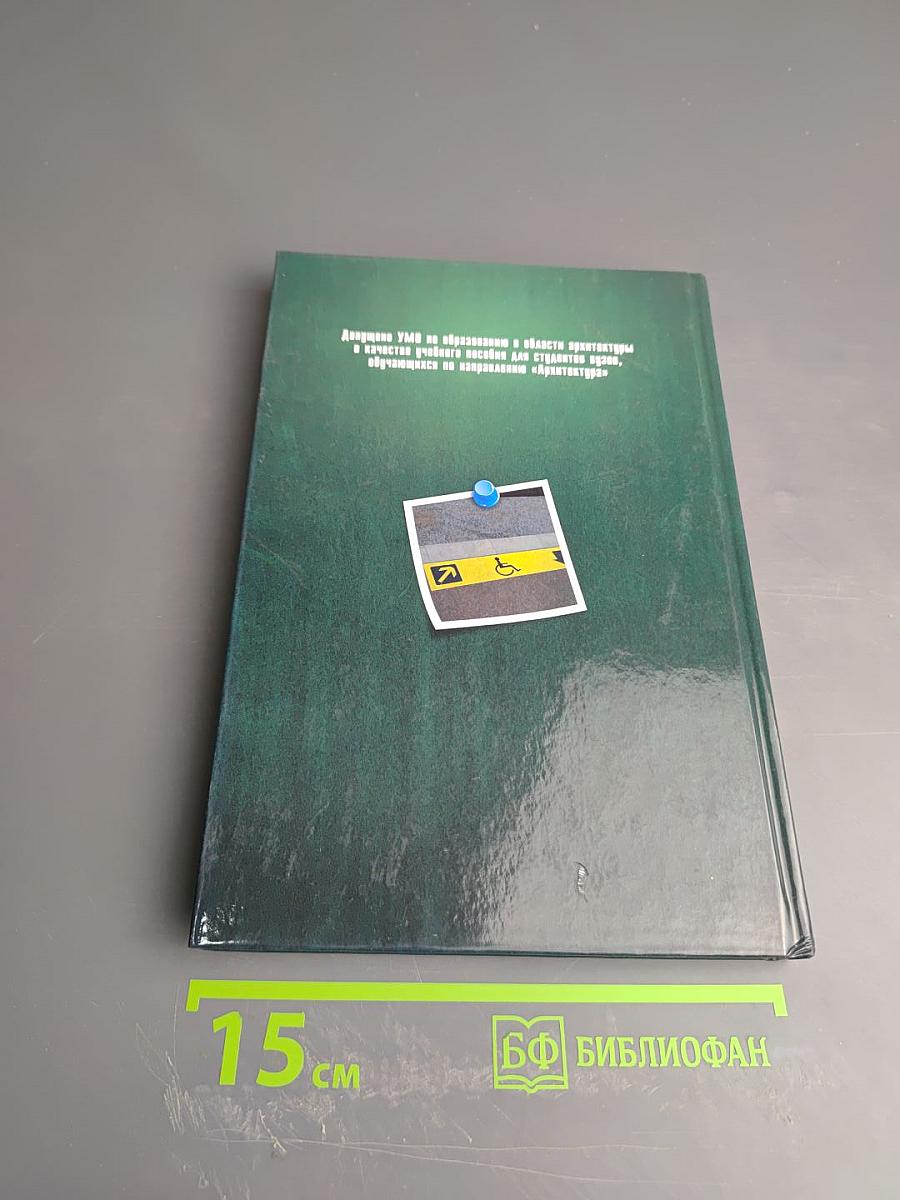 Допущено УМО по образованию в области архитектуры
в качестве учебного пособия для студентов вузов,
обучающихся по направлению «Архитектура»
15 см
БФ БИБЛИОФАН